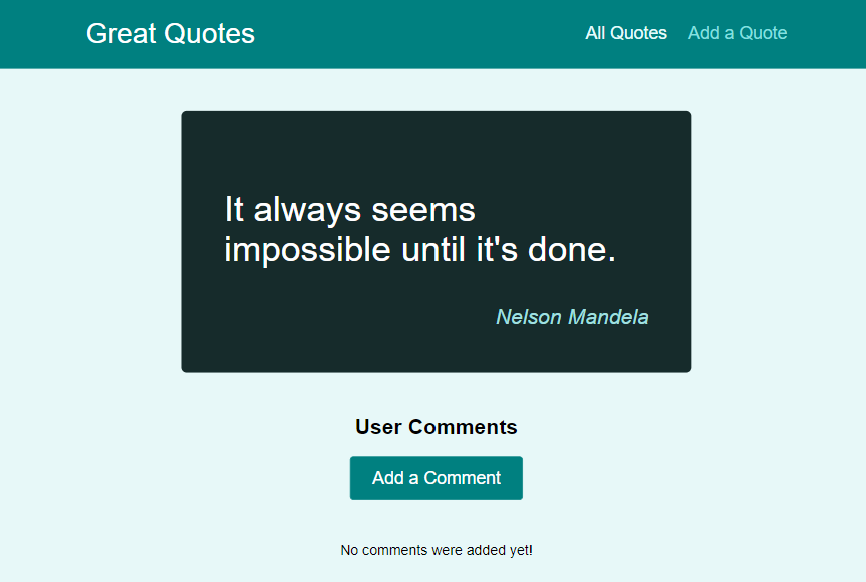 Great Quotes
All Quotes
Add a Quote
It always seems
impossible until it's done.
Nelson Mandela
User Comments
Add a Comment
No comments were added yet!